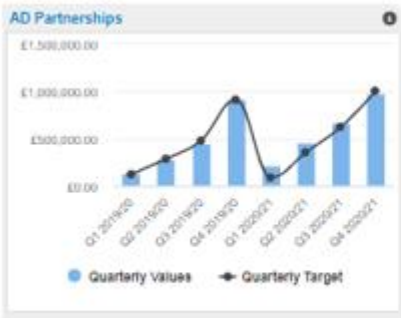 AD Partnerships
£1,500,000.00
£1,000,000.00
£500,000.00
£0.00
Q1 2019/20
Q2 2019/20
Q3 2019/20
Q4 2019/20
Q1 2020/21
Q2 2020/21
Q3 2020/21
Q4 2020/21
Quarterly Values
Quarterly Target